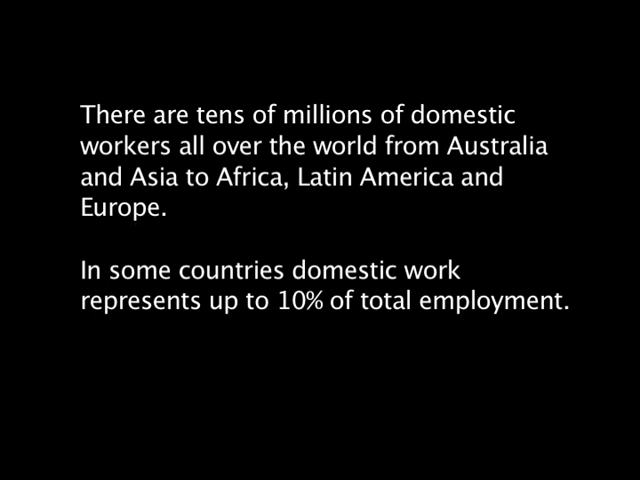 There are tens of millions of domestic
workers all over the world from Australia
and Asia to Africa, Latin America and
Europe.
In some countries domestic work
represents up to 10% of total employment.